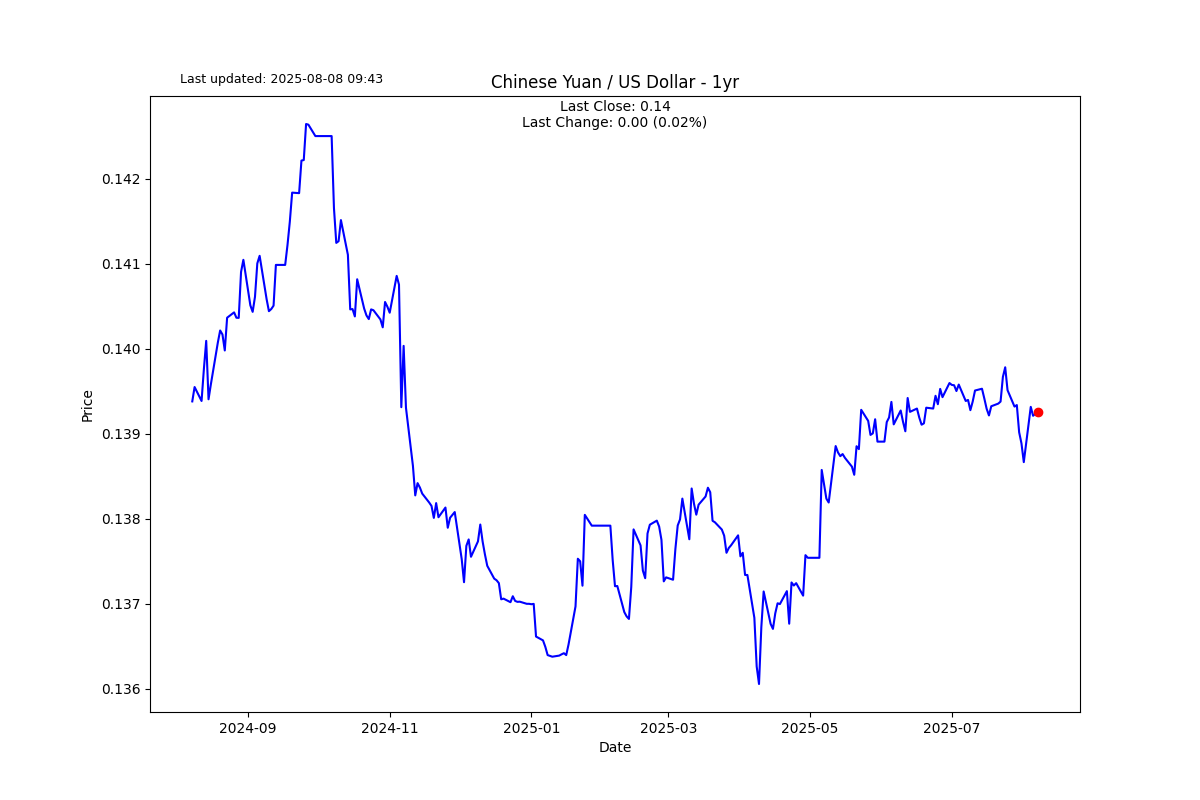 Last updated: 2025-08-08 09:43
Chinese Yuan / US Dollar - 1yr
Last Close: 0.14
Last Change: 0.00 (0.02%)
Price
0.142
0.141
0.140
0.139
0.138
0.137
0.136
2024-09
2024-11
2025-01
2025-03
2025-05
2025-07
Date